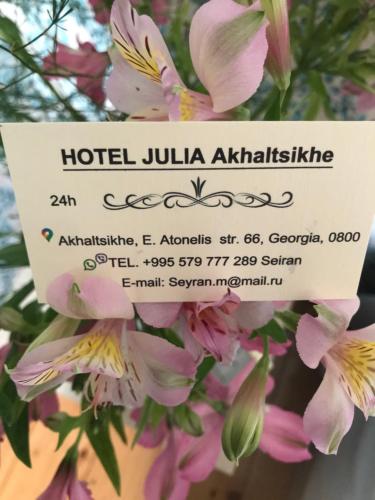 HOTEL JULIA Akhaltsikhe
24h
Akhaltsikhe, E. Atonelis str. 66, Georgia, 0800
TEL. +995 579 777 289 Seiran
E-mail: Seyran.m@mail.ru